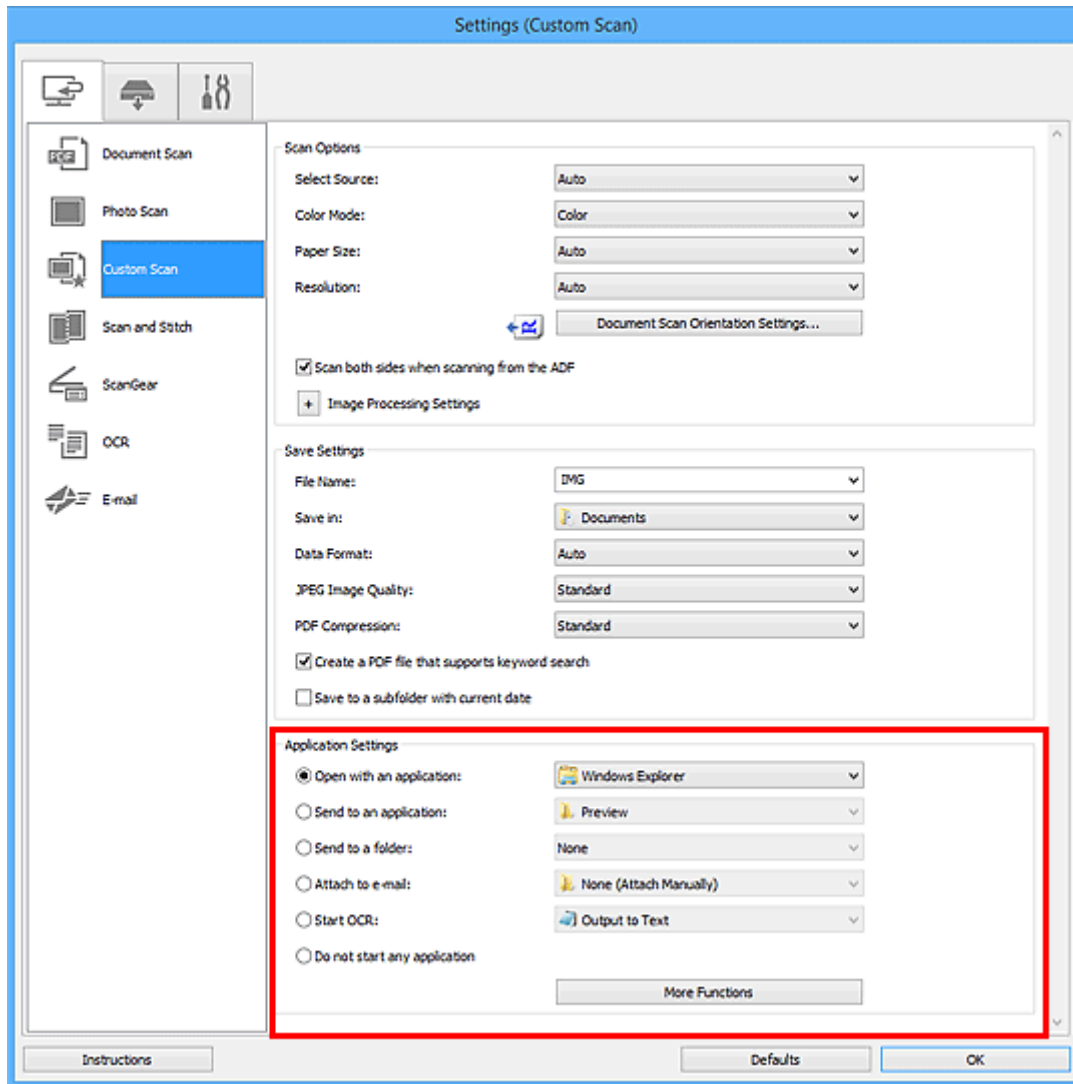 Settings (Custom Scan)
Document Scan
Photo Scan
Custom Scan
Scan and Stitch
ScanGear
OCR
E-mail
Scan Options
Select Source: Auto
Color Mode: Color
Paper Size: Auto
Resolution: Auto
Document Scan Orientation Settings...
Scan both sides when scanning from the ADF
+ Image Processing Settings
Save Settings
File Name: IMG
Save in: Documents
Data Format: Auto
JPEG Image Quality: Standard
PDF Compression: Standard
Create a PDF file that supports keyword search
Save to a subfolder with current date
Application Settings
Open with an application: Windows Explorer
Send to an application: Preview
Send to a folder: None
Attach to e-mail: None (Attach Manually)
Start OCR: Output to Text
Do not start any application
More Functions
Instructions Defaults OK